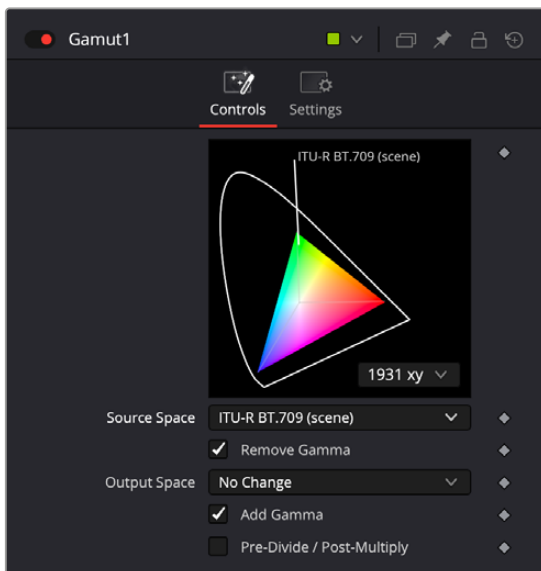 Gamut1
Controls Settings
ITU-R BT.709 (scene)
1931 xy
Source Space ITU-R BT.709 (scene)
Remove Gamma
Output Space No Change
Add Gamma
Pre-Divide / Post-Multiply